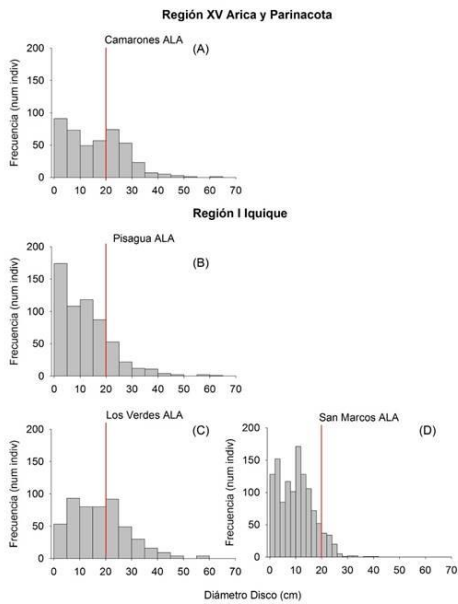 Región XV Arica y Parinacota
Camarones ALA
(A)
Frecuencia (num indiv)
200
150
100
50
0
0 10 20 30 40 50 60 70
Región I Iquique
Pisagua ALA
(B)
Frecuencia (num indiv)
200
150
100
50
0
0 10 20 30 40 50 60 70
Los Verdes ALA
(C)
Frecuencia (num indiv)
200
150
100
50
0
0 10 20 30 40 50 60 70
San Marcos ALA
(D)
Frecuencia (num indiv)
200
150
100
50
0
0 10 20 30 40 50 60 70
Diámetro Disco (cm)